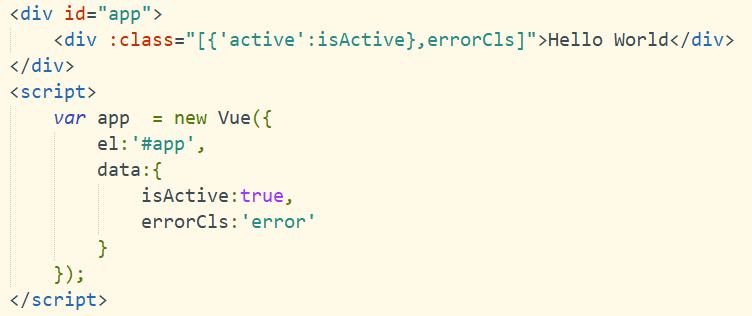 <div id="app">
    <div :class="[{'active':isActive},errorCls]">Hello World</div>
</div>
<script>
    var app  = new Vue({
        el:'#app',
        data:{
            isActive:true,
            errorCls:'error'
        }
    });
</script>